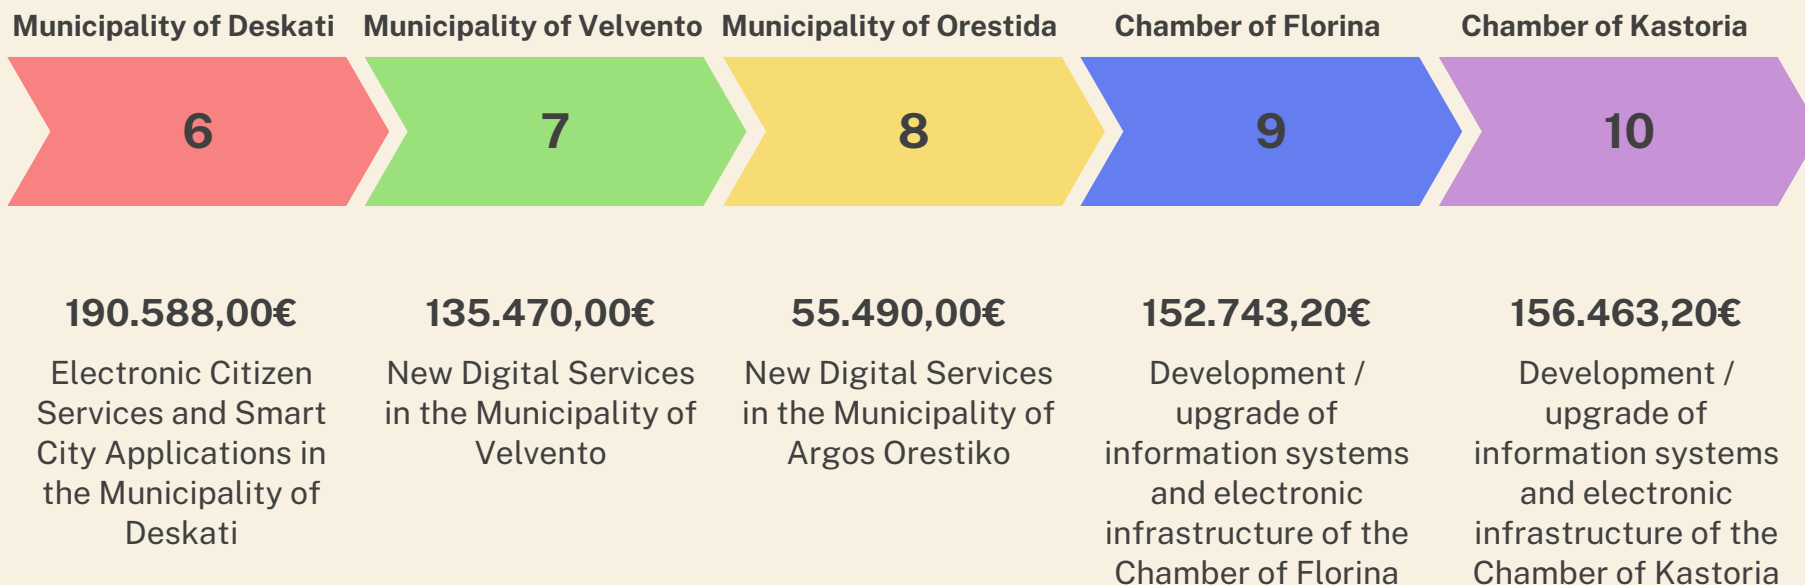 Municipality of Deskati
Municipality of Velvento
Municipality of Orestida
Chamber of Florina
Chamber of Kastoria
6
7
8
9
10
190.588,00€
135.470,00€
55.490,00€
152.743,20€
156.463,20€
Electronic Citizen
Services and Smart
City Applications in
the Municipality of
Deskati
New Digital Services
in the Municipality of
Velvento
New Digital Services
in the Municipality of
Argos Orestiko
Development /
upgrade of
information systems
and electronic
infrastructure of the
Chamber of Florina
Development /
upgrade of
information systems
and electronic
infrastructure of the
Chamber of Kastoria